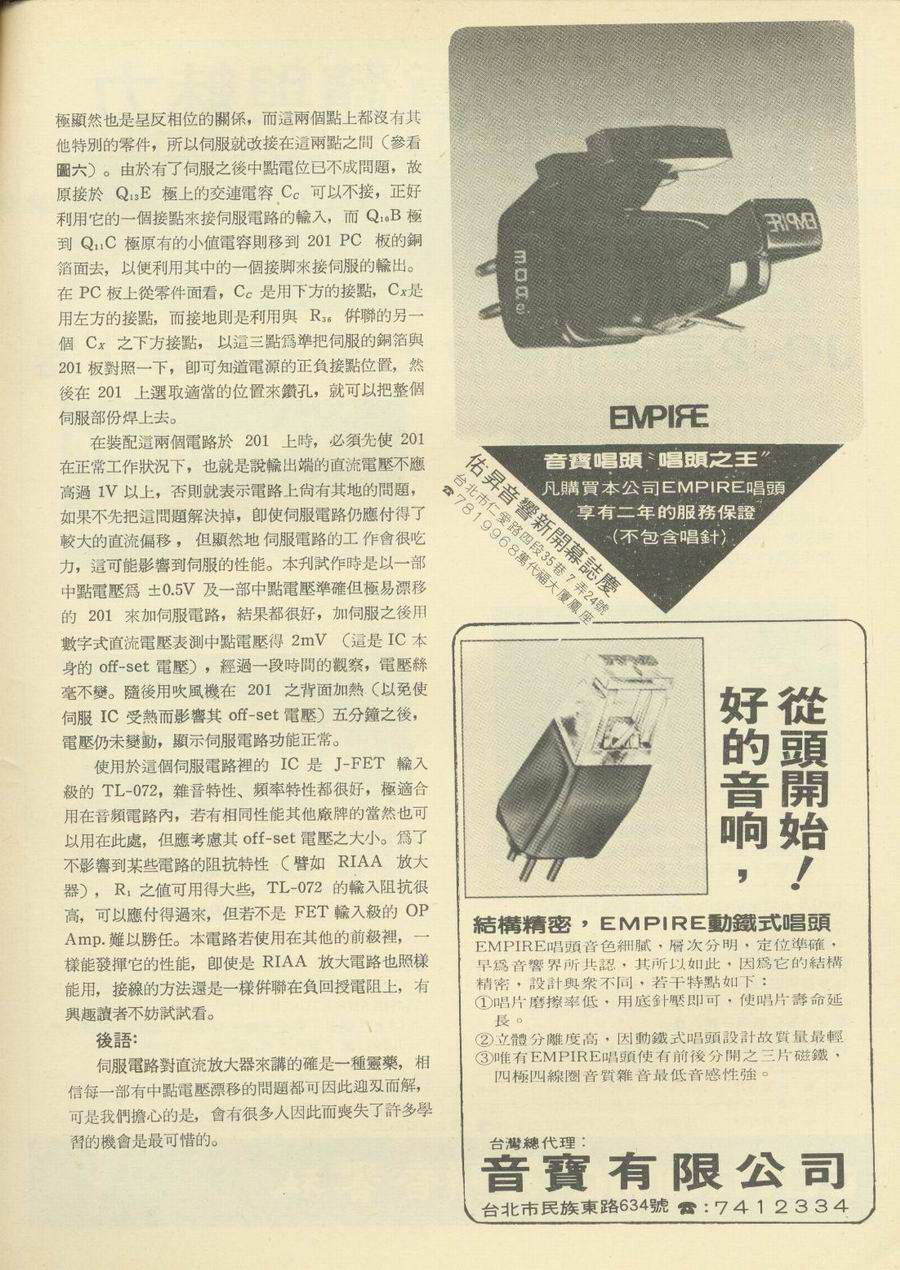 極顯然也是呈反相位的關係，而這兩個點上都沒有其
他特別的零件，所以伺服就改接在這兩點之間（參看
圖六）。由於有了伺服之後中點電位已不成問題，故
原接於 Q₁₃E 極上的交連電容 Cc 可以不接，正好
利用它的一個接點來接伺服電路的輸入，而 Q₁₀B 極
到 Q₁₁C 極原有的小值電容則移到 201 PC 板的銅
箔面去，以便利用其中的一個接脚來接伺服的輸出。
在 PC 板上從零件面看，Cc 是用下方的接點，Cx是
用左方的接點，而接地則是利用與 R₃₆ 併聯的另一
個 Cx 之下方接點，以這三點爲準把伺服的銅箔與
201 板對照一下，卽可知道電源的正負接點位置，然
後在 201 上選取適當的位置來鑽孔，就可以把整個
伺服部份焊上去。
在裝配這兩個電路於 201 上時，必須先使 201
在正常工作狀況下，也就是說輸出端的直流電壓不應
高過 1V 以上，否則就表示電路上尙有其地的問題，
如果不先把這問題解決掉，卽使伺服電路仍應付得了
較大的直流偏移，但顯然地伺服電路的工作會很吃
力，這可能影響到伺服的性能。本刋試作時是以一部
中點電壓爲 ±0.5V 及一部中點電壓準確但極易漂移
的 201 來加伺服電路，結果都很好，加伺服之後用
數字式直流電壓表測中點電壓得 2mV （這是 IC 本
身的 off-set 電壓），經過一段時間的觀察，電壓絲
毫不變。隨後用吹風機在 201 之背面加熱（以免使
伺服 IC 受熱而影響其 off-set 電壓）五分鐘之後，
電壓仍未變動，顯示伺服電路功能正常。
使用於這個伺服電路裡的 IC 是 J-FET 輸入
級的 TL-072，雜音特性、頻率特性都很好，極適合
用在音頻電路內，若有相同性能其他廠牌的當然也可
以用在此處，但應考慮其 off-set 電壓之大小。爲了
不影響到某些電路的阻抗特性（譬如 RIAA 放大
器），R₁ 之值可用得大些，TL-072 的輸入阻抗很
高，可以應付得過來，但若不是 FET 輸入級的 OP
Amp. 難以勝任。本電路若使用在其他的前級裡，一
樣能發揮它的性能，卽使是 RIAA 放大電路也照樣
能用，接線的方法還是一樣併聯在負回授電阻上，有
興趣讀者不妨試試看。
後語:
伺服電路對直流放大器來講的確是一種靈藥，相
信每一部有中點電壓漂移的問題都可因此迎刄而解，
可是我們擔心的是，會有很多人因此而喪失了許多學
習的機會是最可惜的。
EMPIRE
EMPIRE
音寶唱頭〝唱頭之王〞
凡購買本公司EMPIRE唱頭
享有二年的服務保證
（不包含唱針）
佑昇音響新開幕誌慶
台北市仁愛路四段35巷7弄24號
☎7819968萬代福大廈鳳座
從頭開始！
好的音响，
結構精密，EMPIRE動鐵式唱頭
EMPIRE唱頭音色細膩，層次分明，定位準確，
早爲音響界所共認，其所以如此，因爲它的結構
精密，設計與衆不同，若干特點如下：
①唱片磨擦率低，用底針壓即可，使唱片壽命延
長。
②立體分離度高，因動鐵式唱頭設計故質量最輕
③唯有EMPIRE唱頭使有前後分開之三片磁鐵，
四極四線圈音質雜音最低音感性強。
台灣總代理：
音寶有限公司
台北市民族東路634號 ☎:7412334